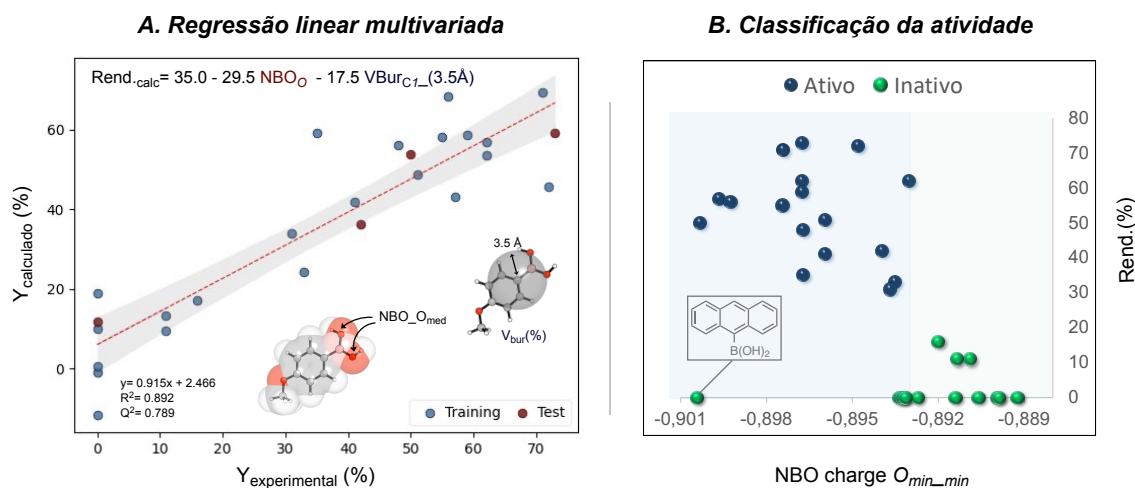 A. Regressão linear multivariada
Rend.calc= 35.0 - 29.5 NBOO - 17.5 VBurC1_(3.5Å)
Ycalculado (%)
60
40
20
0
3.5 Å
NBO_Omed
Vbur(%)
y= 0.915x + 2.466
R²= 0.892
Q²= 0.789
Training
Test
0 10 20 30 40 50 60 70
Yexperimental (%)
B. Classificação da atividade
Ativo
Inativo
80
70
60
50
40
30
20
10
0
Rend.(%)
B(OH)2
-0,901 -0,898 -0,895 -0,892 -0,889
NBO charge Omin_min